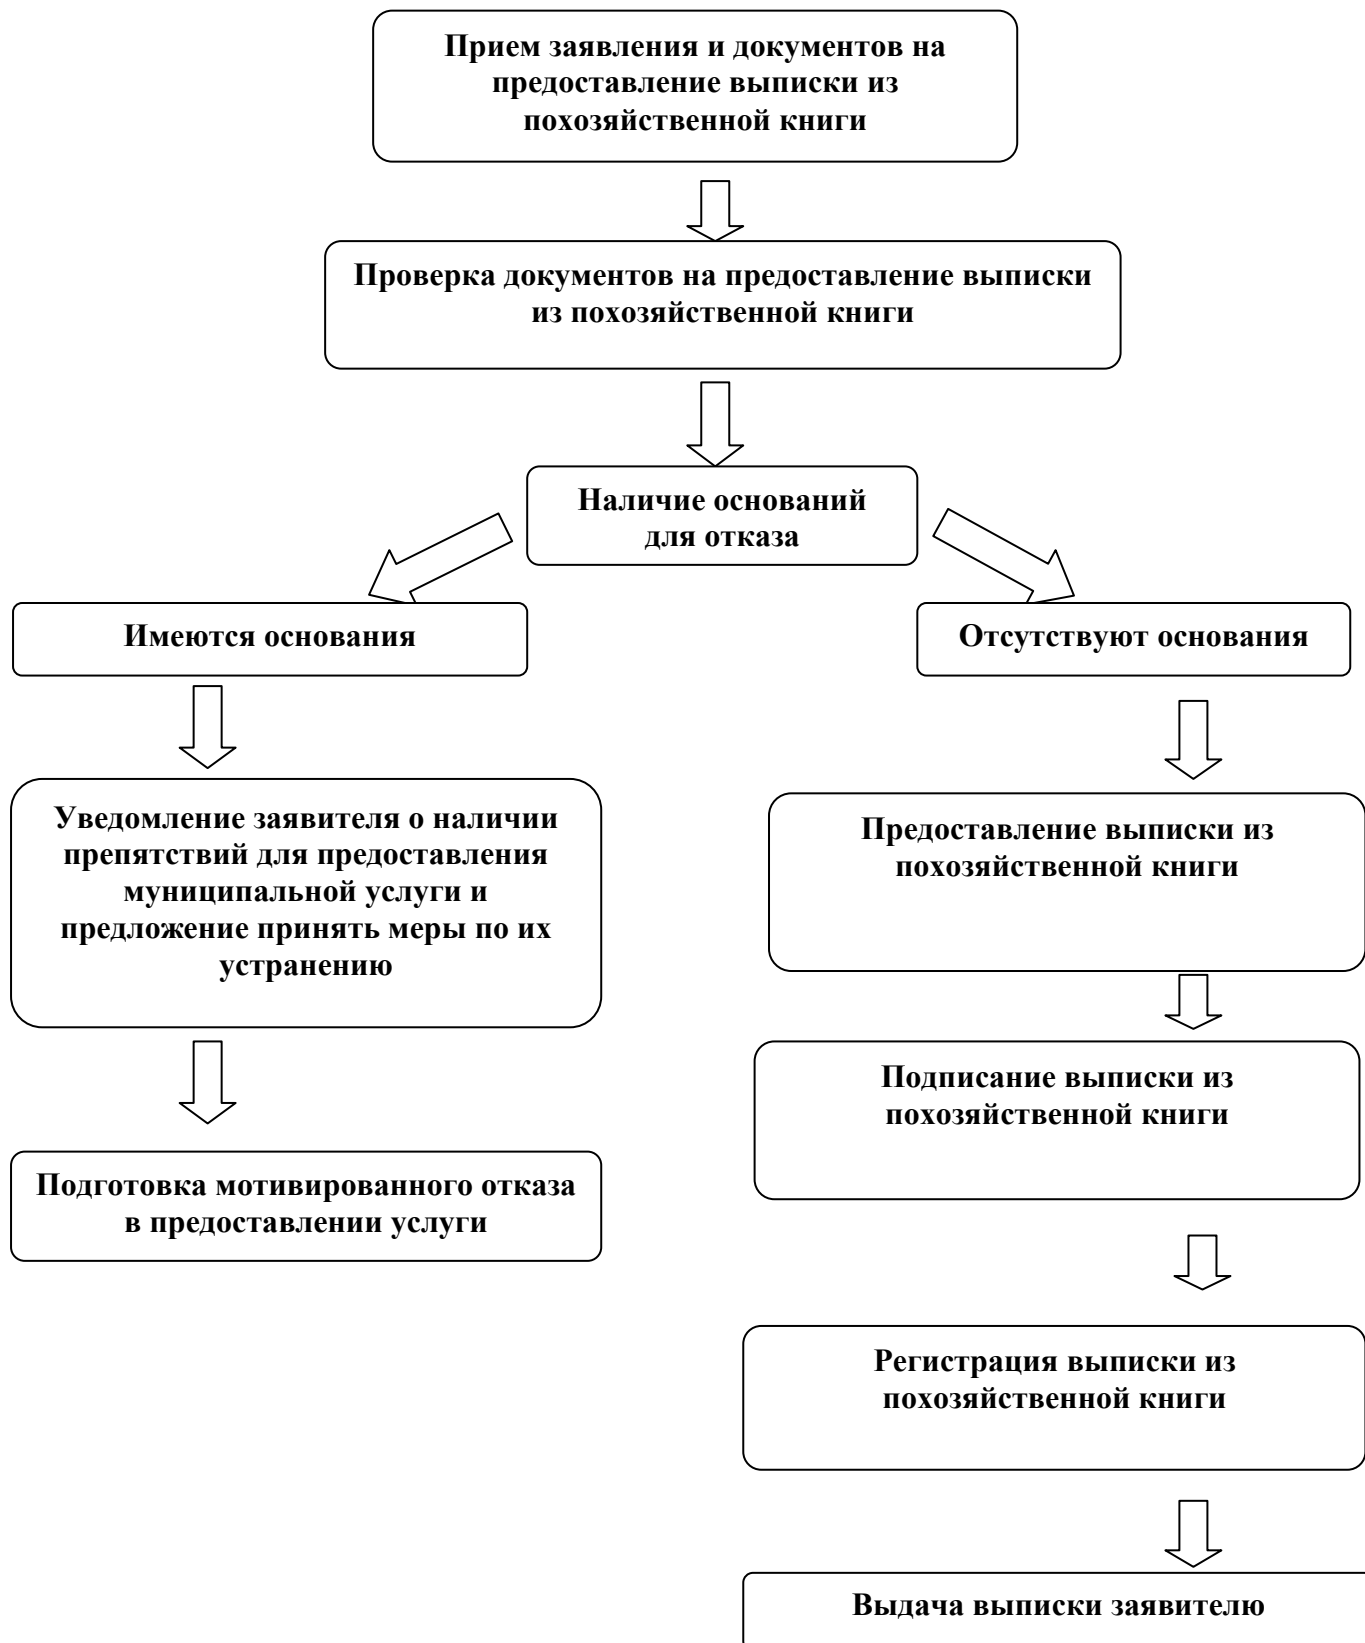 Прием заявления и документов на
предоставление выписки из
похозяйственной книги
Проверка документов на предоставление выписки
из похозяйственной книги
Наличие оснований
для отказа
Имеются основания
Отсутствуют основания
Уведомление заявителя о наличии
препятствий для предоставления
муниципальной услуги и
предложение принять меры по их
устранению
Подготовка мотивированного отказа
в предоставлении услуги
Предоставление выписки из
похозяйственной книги
Подписание выписки из
похозяйственной книги
Регистрация выписки из
похозяйственной книги
Выдача выписки заявителю